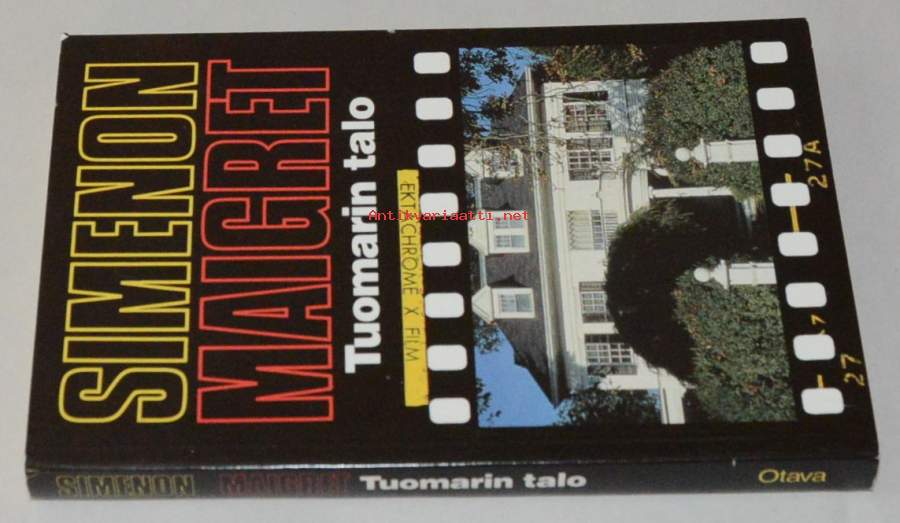 SIMENON
MAIGRET
Tuomarin talo
EKTACHROME X FILM
Antikvariaatti.net
27A
27
SIMENON MAIGRET Tuomarin talo Otava